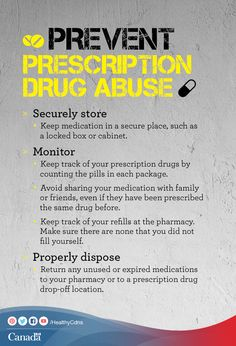 PREVENT
PRESCRIPTION
DRUG ABUSE
> Securely store
• Keep medication in a secure place, such as
a locked box or cabinet.
> Monitor
• Keep track of your prescription drugs by
counting the pills in each package.
• Avoid sharing your medication with family
or friends, even if they have been prescribed
the same drug before.
• Keep track of your refills at the pharmacy.
Make sure there are none that you did not
fill yourself.
> Properly dispose
• Return any unused or expired medications
to your pharmacy or to a prescription drug
drop-off location.
/HealthyCdns
Canada